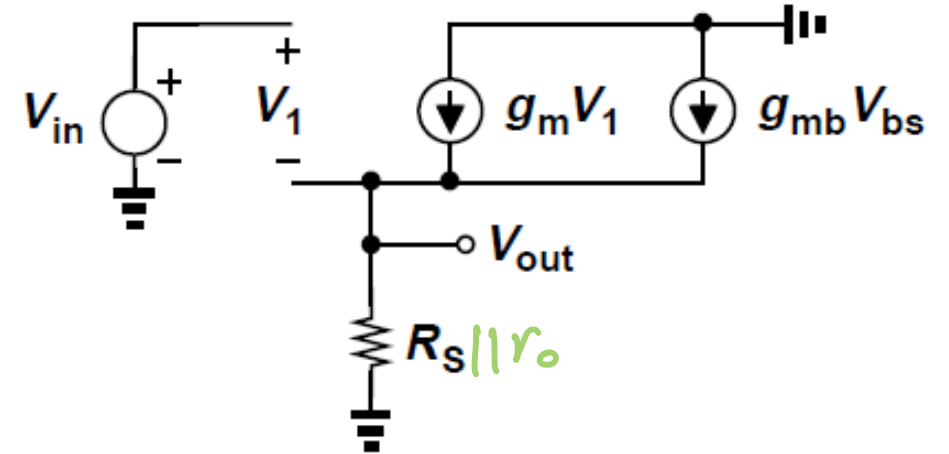 Vin
+
−
+
V1
−
gmV1
gmbVbs
Vout
RS||ro